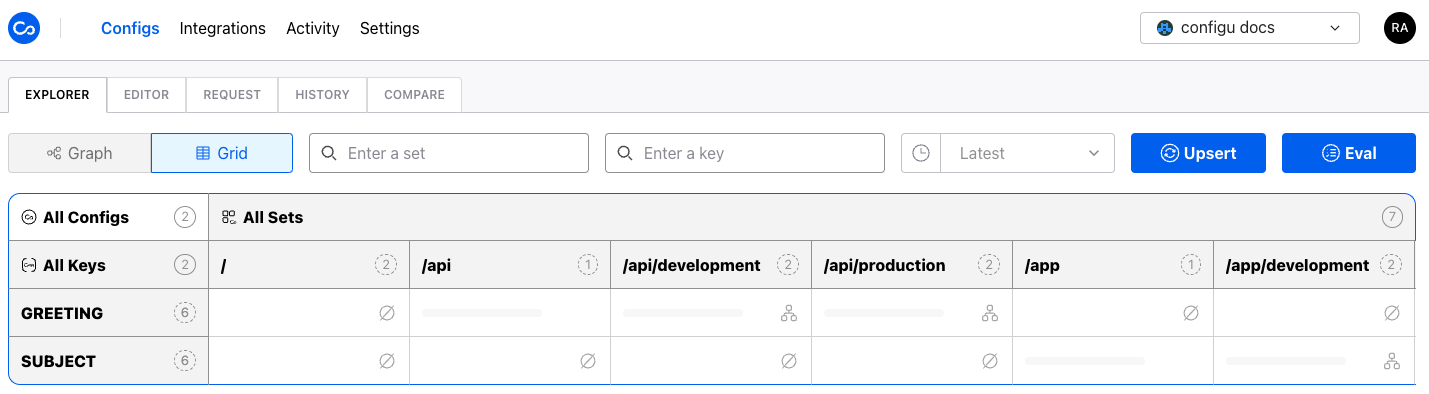 Configs Integrations Activity Settings configu docs RA
EXPLORER EDITOR REQUEST HISTORY COMPARE
Graph Grid Enter a set Enter a key Latest Upsert Eval
All Configs 2 All Sets 7
All Keys 2 / 2 /api 1 /api/development 2 /api/production 2 /app 1 /app/development 2
GREETING 6
SUBJECT 6